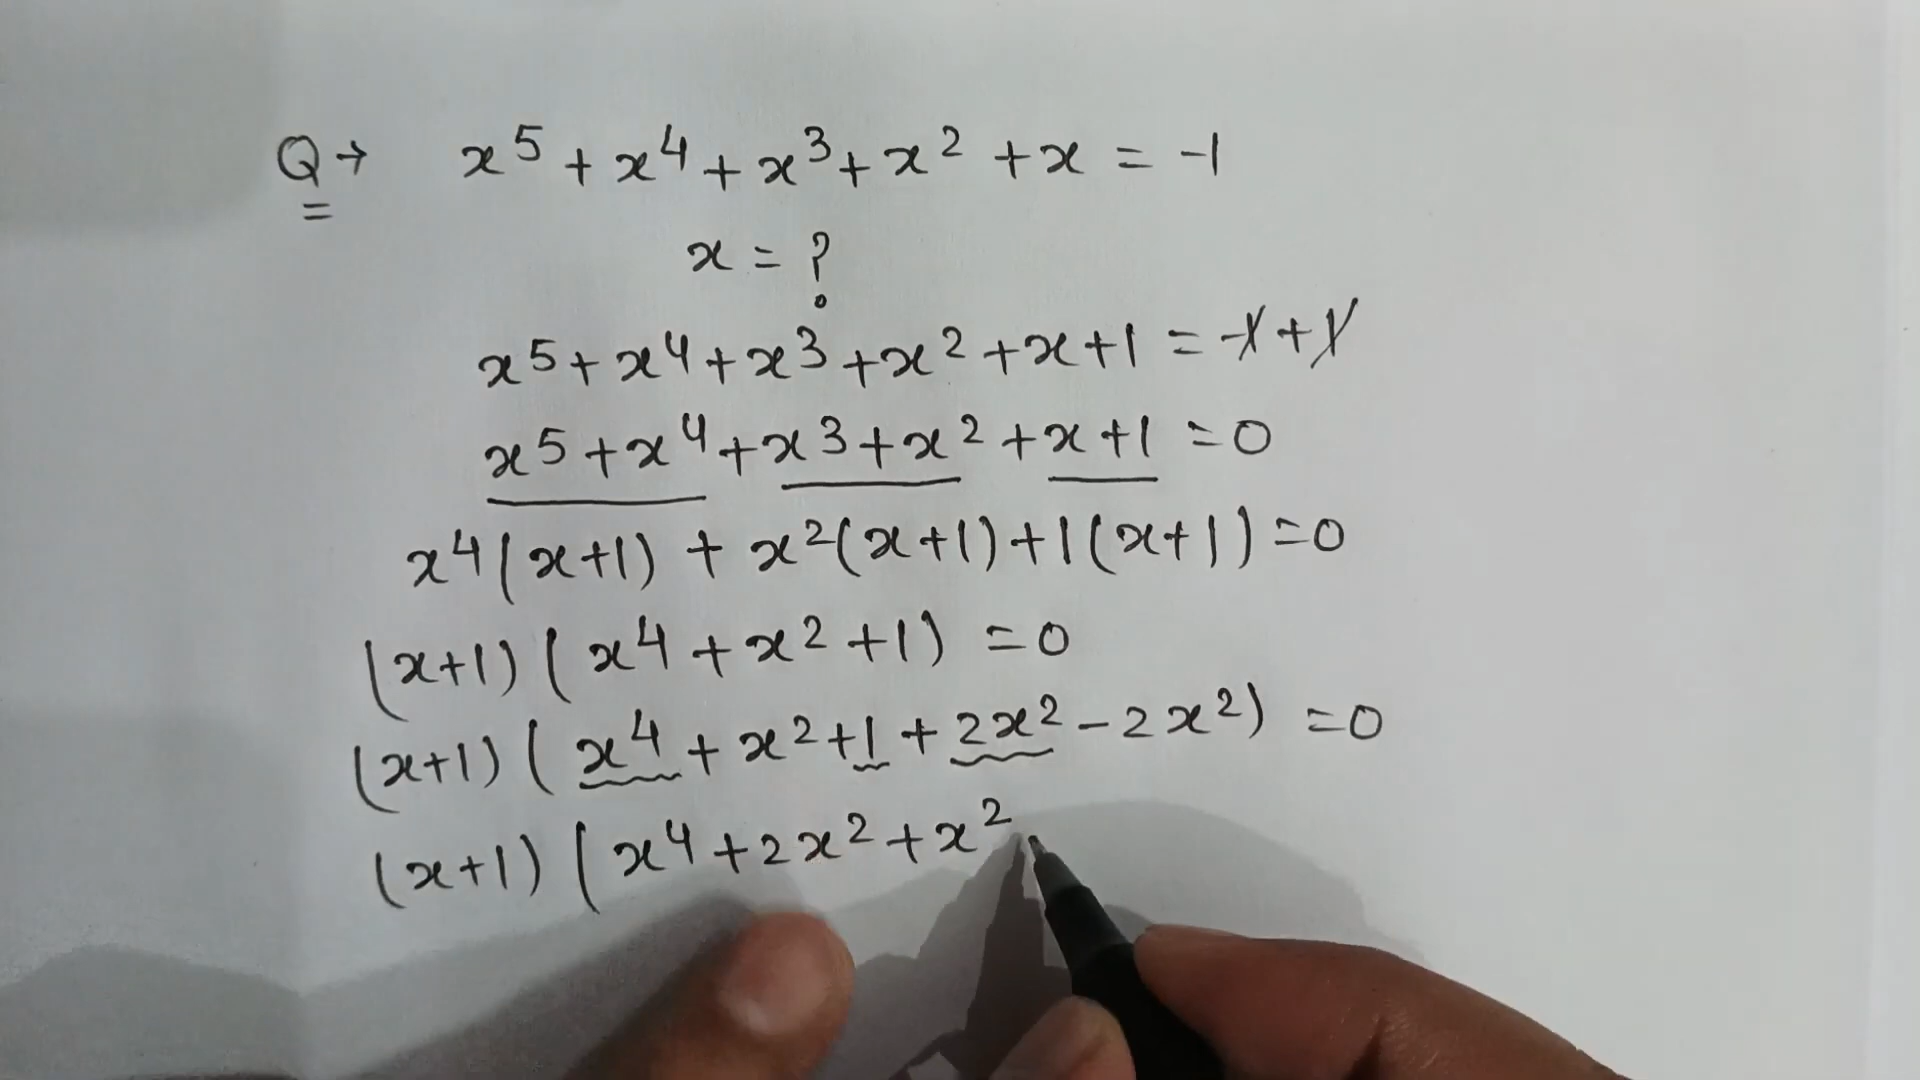 Q→ x⁵ + x⁴ + x³ + x² + x = -1
x = ?
x⁵ + x⁴ + x³ + x² + x + 1 = -1 + 1
x⁵ + x⁴ + x³ + x² + x + 1 = 0
x⁴(x+1) + x²(x+1) + 1(x+1) = 0
(x+1)(x⁴ + x² + 1) = 0
(x+1)(x⁴ + x² + 1 + 2x² - 2x²) = 0
(x+1)(x⁴ + 2x² + x²